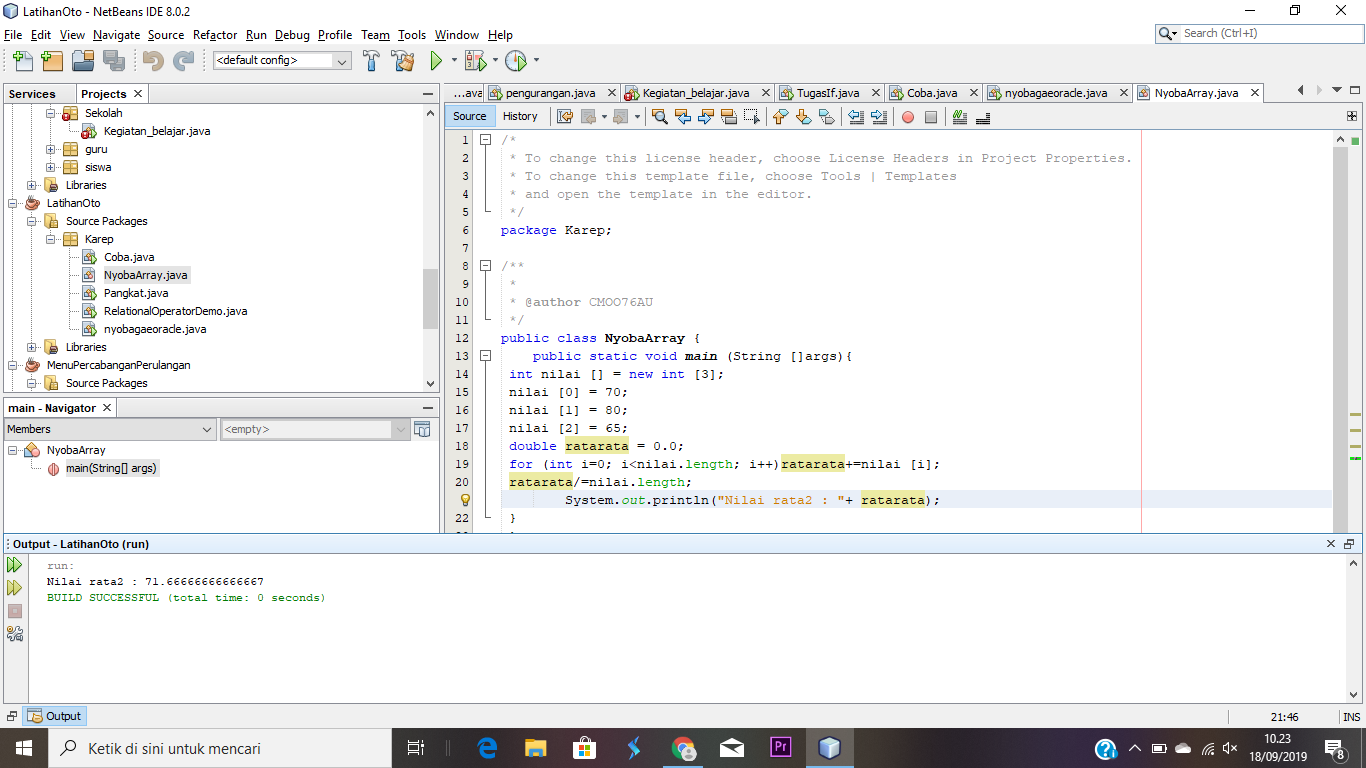 LatihanOto - NetBeans IDE 8.0.2
File Edit View Navigate Source Refactor Run Debug Profile Team Tools Window Help
Search (Ctrl+I)
<default config>
Services Projects
Sekolah
Kegiatan_belajar.java
guru
siswa
Libraries
LatihanOto
Source Packages
Karep
Coba.java
NyobaArray.java
Pangkat.java
RelationalOperatorDemo.java
nyobagaeoracle.java
Libraries
MenuPercabanganPerulangan
Source Packages
main - Navigator
Members <empty>
NyobaArray
main(String[] args)
...ava pengurangan.java Kegiatan_belajar.java TugasIf.java Coba.java nyobagaeoracle.java NyobaArray.java
Source History
1 /*
2 * To change this license header, choose License Headers in Project Properties.
3 * To change this template file, choose Tools | Templates
4 * and open the template in the editor.
5 */
6 package Karep;
7
8 /**
9 *
10 * @author CMOO76AU
11 */
12 public class NyobaArray {
13 public static void main (String []args){
14 int nilai [] = new int [3];
15 nilai [0] = 70;
16 nilai [1] = 80;
17 nilai [2] = 65;
18 double ratarata = 0.0;
19 for (int i=0; i<nilai.length; i++)ratarata+=nilai [i];
20 ratarata/=nilai.length;
System.out.println("Nilai rata2 : "+ ratarata);
22 }
Output - LatihanOto (run)
run:
Nilai rata2 : 71.66666666666667
BUILD SUCCESSFUL (total time: 0 seconds)
Output
21:46 INS
Ketik di sini untuk mencari
Pr
10.23
18/09/2019
8